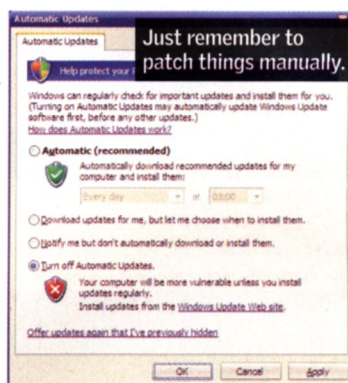 Automatic Updates
Automatic Updates
Just remember to
patch things manually.
Help protect your
Windows can regularly check for important updates and install them for you.
(Turning on Automatic Updates may automatically update Windows Update
software first, before any other updates.)
How does Automatic Updates work?
Automatic (recommended)
Automatically download recommended updates for my
computer and install them:
Every day
at
03:00
Download updates for me, but let me choose when to install them.
Notify me but don't automatically download or install them.
Turn off Automatic Updates.
Your computer will be more vulnerable unless you install
updates regularly.
Install updates from the Windows Update Web site.
Offer updates again that I've previously hidden
OK
Cancel
Apply